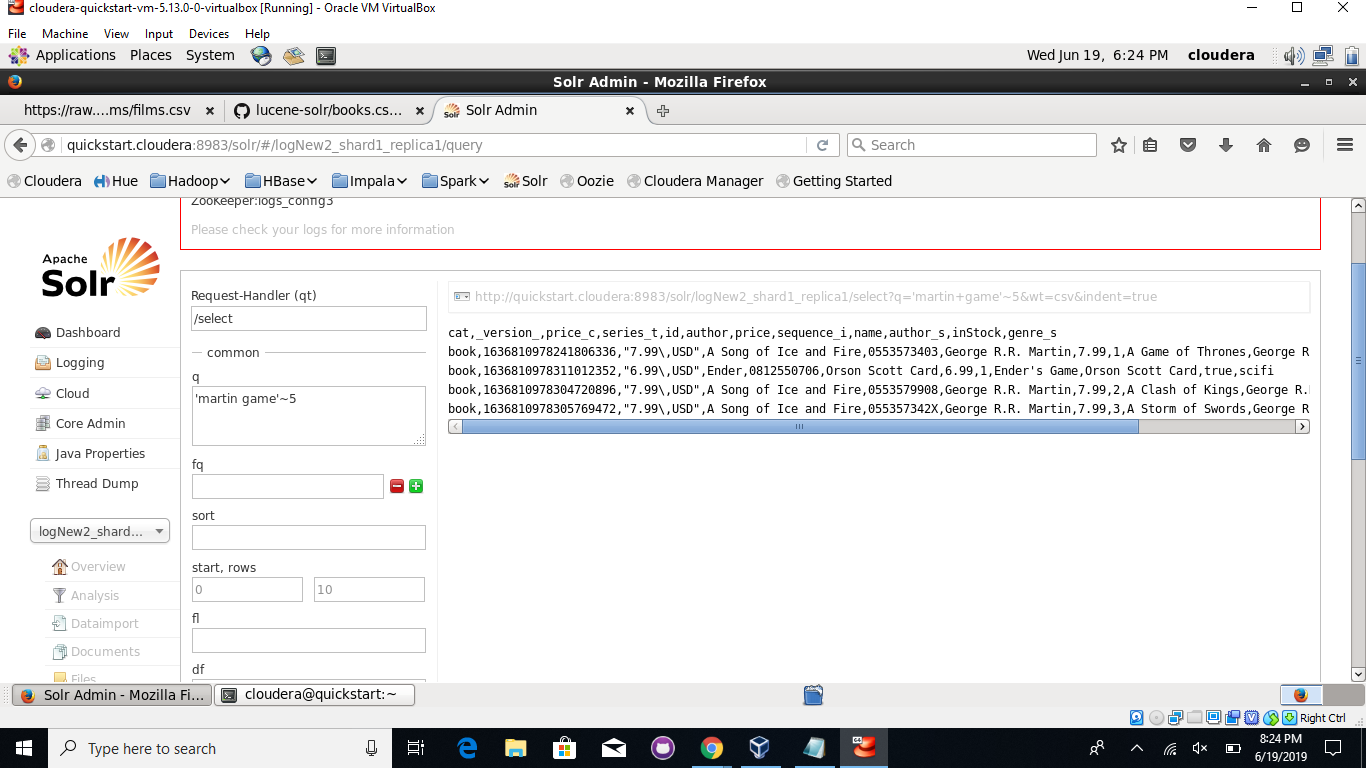 cloudera-quickstart-vm-5.13.0-0-virtualbox [Running] - Oracle VM VirtualBox
File Machine View Input Devices Help
Applications Places System Wed Jun 19, 6:24 PM cloudera
Solr Admin - Mozilla Firefox
https://raw....ms/films.csv lucene-solr/books.cs... Solr Admin
quickstart.cloudera:8983/solr/#/logNew2_shard1_replica1/query Search
Cloudera Hue Hadoop HBase Impala Spark Solr Oozie Cloudera Manager Getting Started
ZooKeeper:logs_config3
Please check your logs for more information
Apache
Solr
Dashboard
Logging
Cloud
Core Admin
Java Properties
Thread Dump
logNew2_shard...
Overview
Analysis
Dataimport
Documents
Files
Request-Handler (qt)
/select
common
q
'martin game'~5
fq
sort
start, rows
0 10
fl
df
http://quickstart.cloudera:8983/solr/logNew2_shard1_replica1/select?q='martin+game'~5&wt=csv&indent=true
cat,_version_,price_c,series_t,id,author,price,sequence_i,name,author_s,inStock,genre_s
book,1636810978241806336,"7.99\,USD",A Song of Ice and Fire,0553573403,George R.R. Martin,7.99,1,A Game of Thrones,George R
book,1636810978311012352,"6.99\,USD",Ender,0812550706,Orson Scott Card,6.99,1,Ender's Game,Orson Scott Card,true,scifi
book,1636810978304720896,"7.99\,USD",A Song of Ice and Fire,0553579908,George R.R. Martin,7.99,2,A Clash of Kings,George R.
book,1636810978305769472,"7.99\,USD",A Song of Ice and Fire,055357342X,George R.R. Martin,7.99,3,A Storm of Swords,George R
Solr Admin - Mozilla Fi... cloudera@quickstart:~
Right Ctrl
Type here to search
8:24 PM
6/19/2019